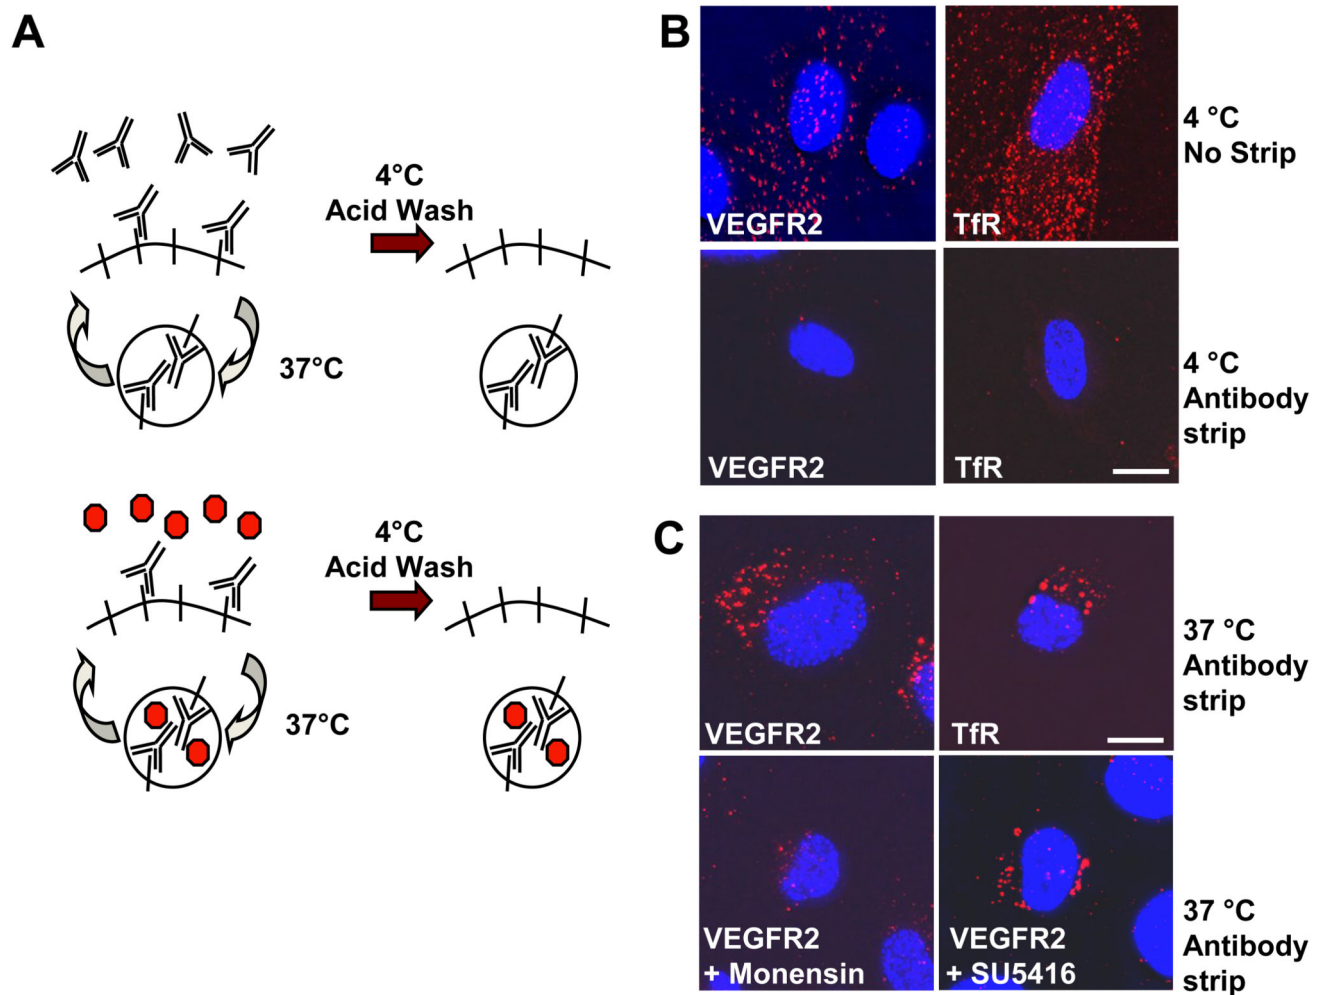 A
4°C
Acid Wash
37°C
4°C
Acid Wash
37°C
B
VEGFR2
TfR
4 °C
No Strip
VEGFR2
TfR
4 °C
Antibody
strip
C
VEGFR2
TfR
37 °C
Antibody
strip
VEGFR2
+ Monensin
VEGFR2
+ SU5416
37 °C
Antibody
strip